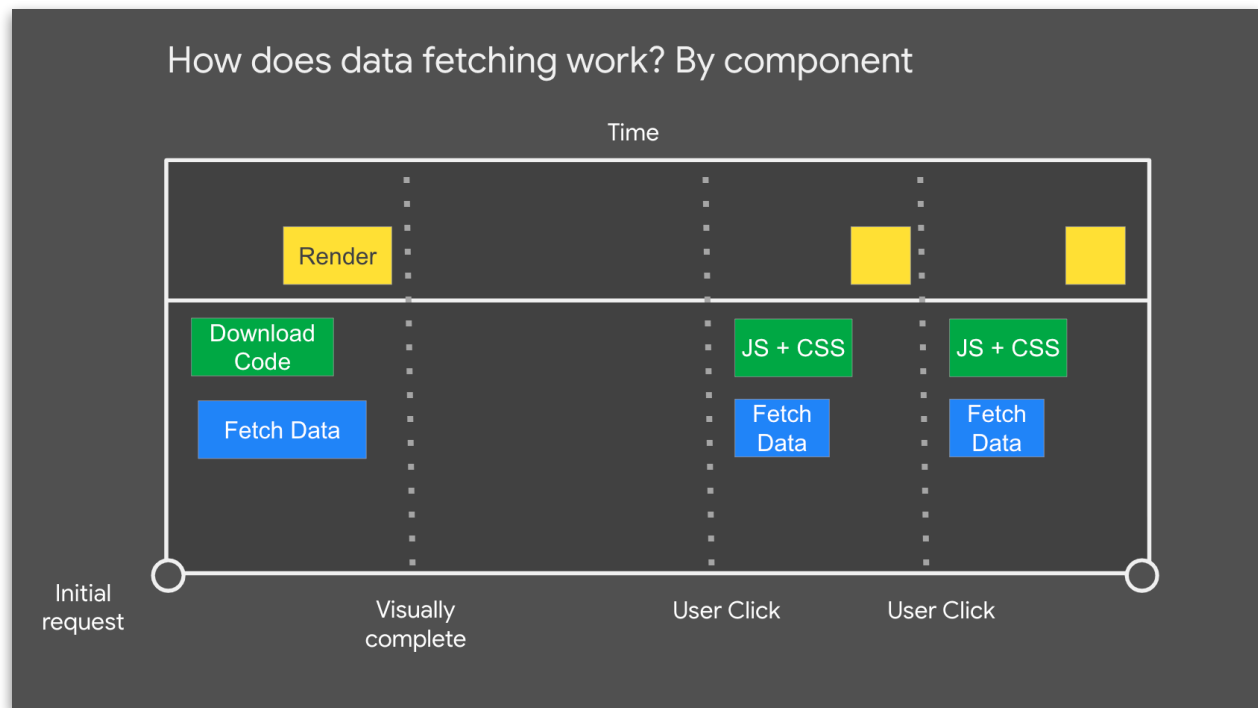 How does data fetching work? By component
Time
Render
Download
Code
JS + CSS
JS + CSS
Fetch Data
Fetch
Data
Fetch
Data
Initial
request
Visually
complete
User Click
User Click